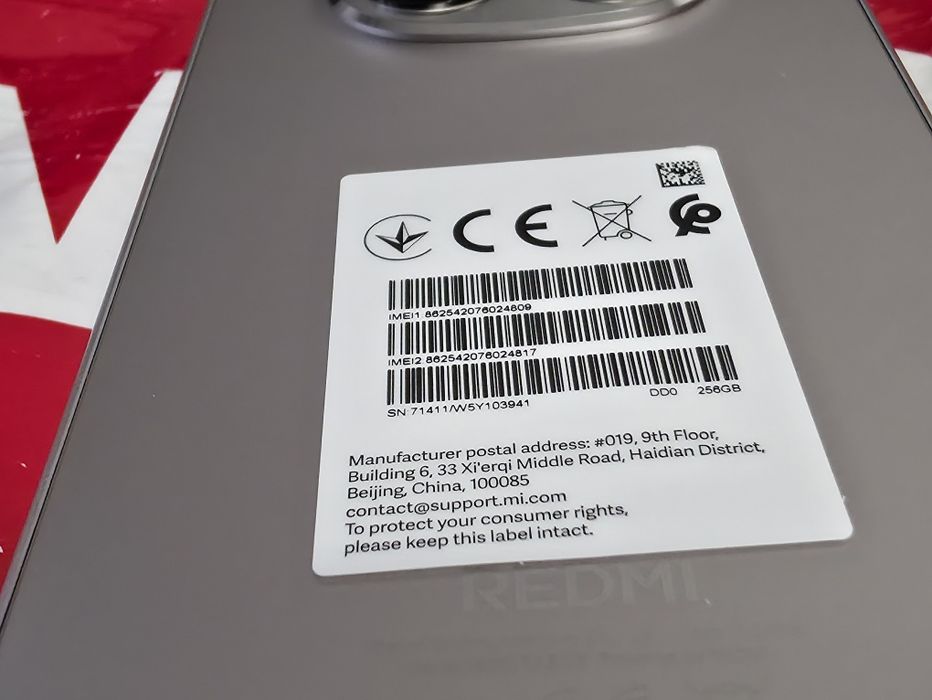 CE
IMEI1 862542076024809
IMEI2 862542076024817
SN:71411/W5Y103941 DD0 256GB
Manufacturer postal address: #019, 9th Floor,
Building 6, 33 Xi'erqi Middle Road, Haidian District,
Beijing, China, 100085
contact@support.mi.com
To protect your consumer rights,
please keep this label intact.
REDMI